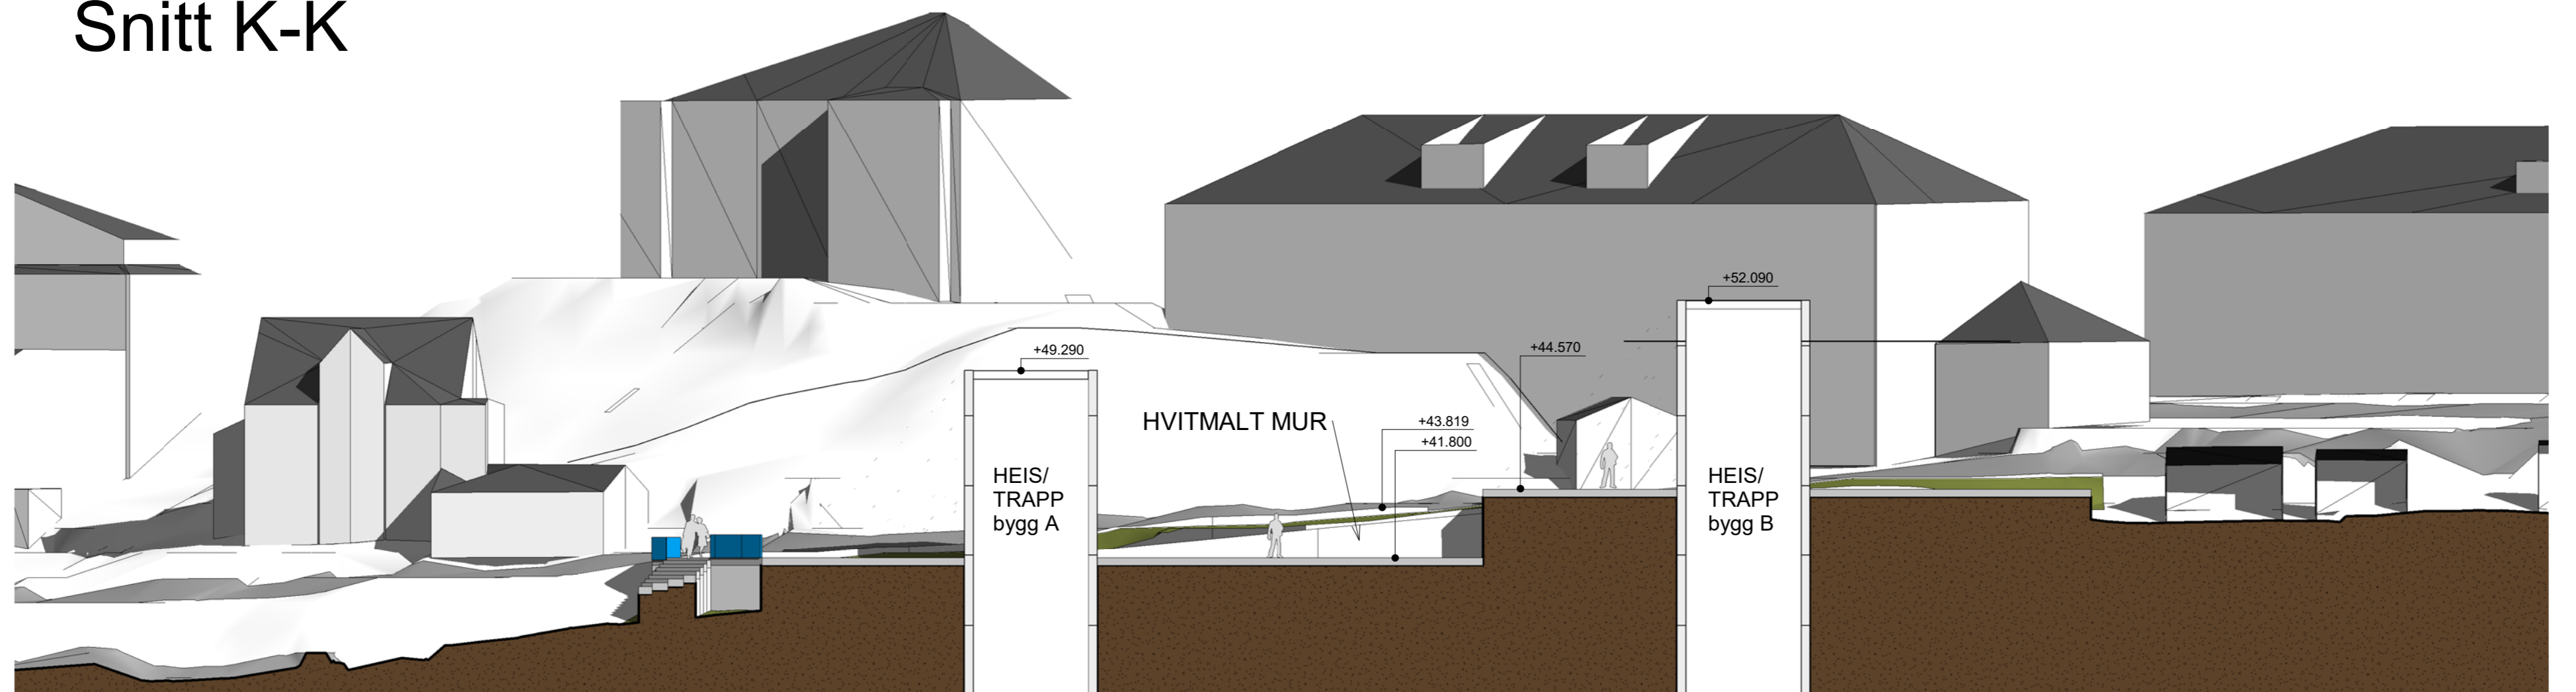 Snitt K-K
+52.090
+49.290
+44.570
HVITMALT MUR
+43.819
+41.800
HEIS/
TRAPP
bygg A
HEIS/
TRAPP
bygg B